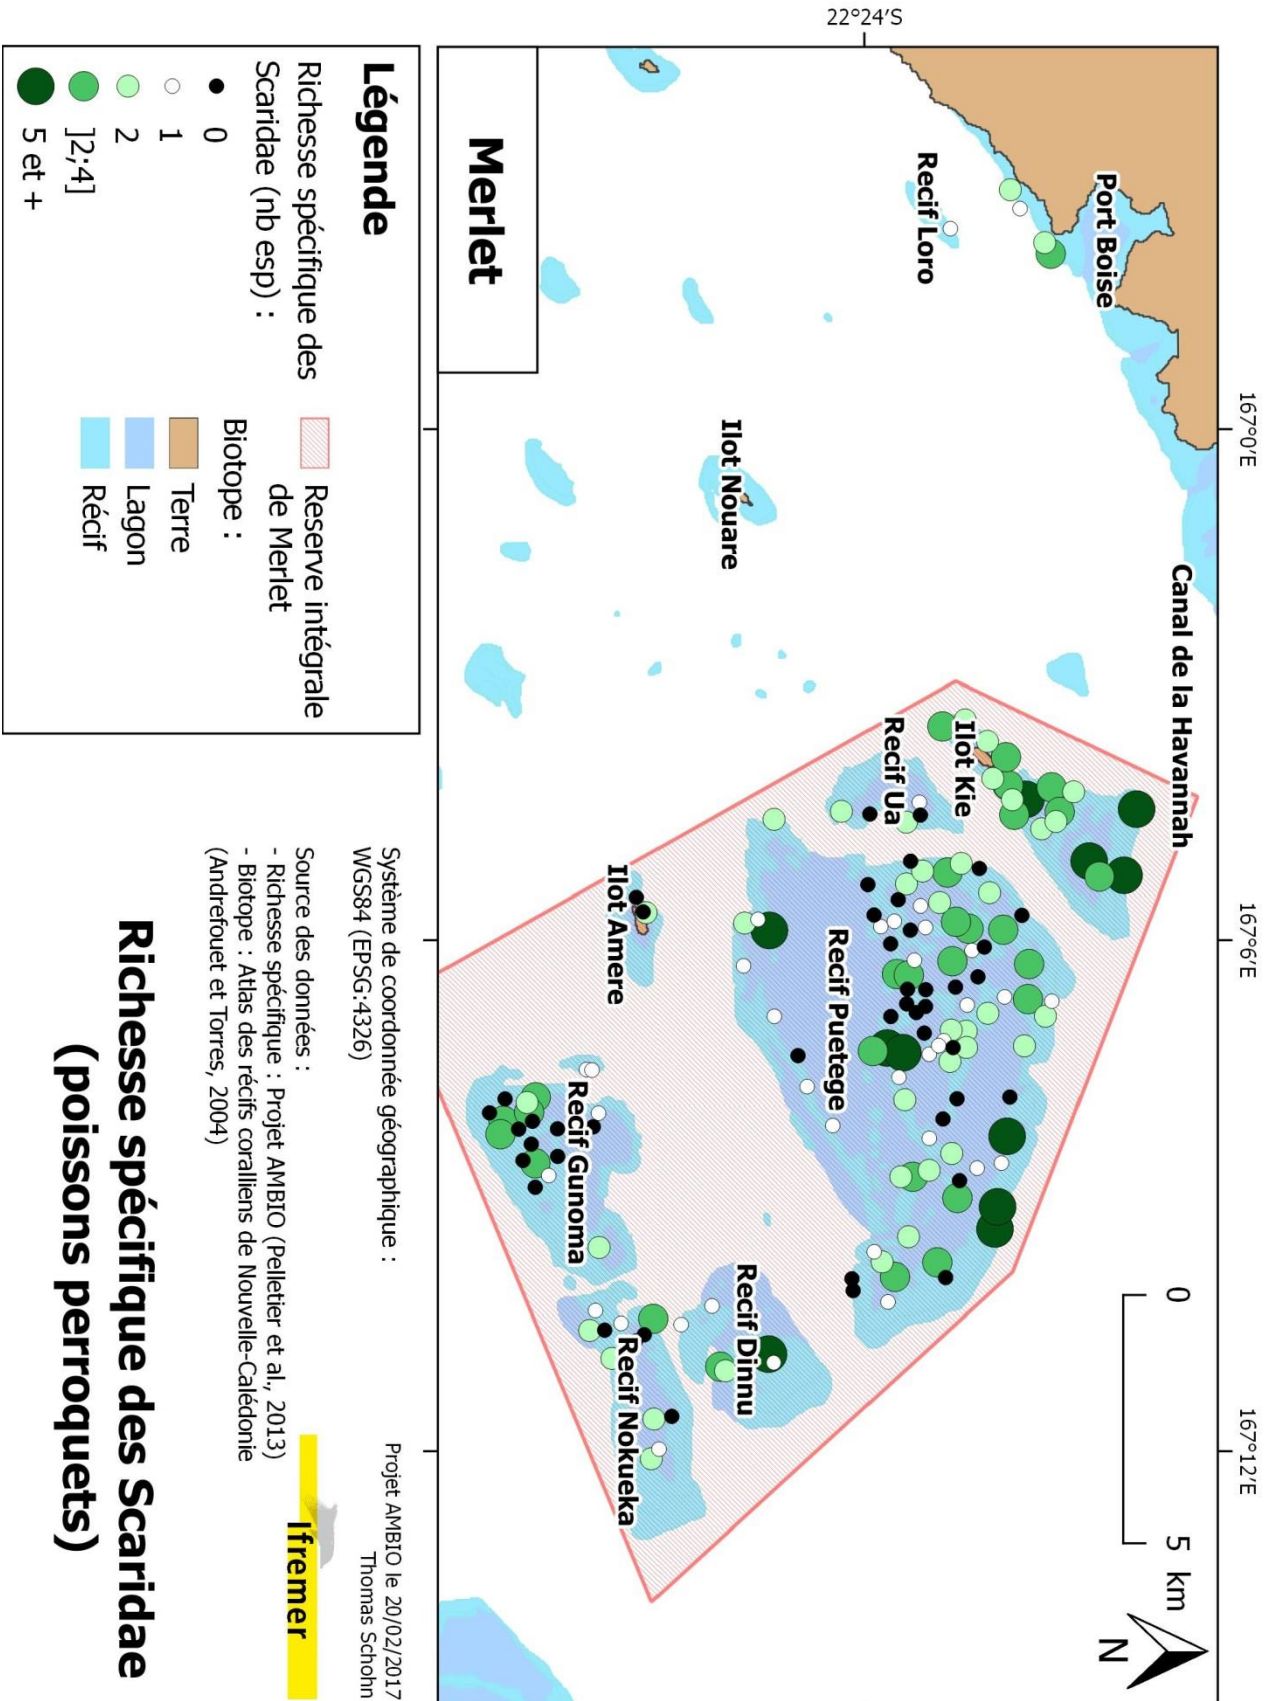 22°24'S
167°0'E
167°6'E
167°12'E
Port Boise
Canal de la Havannah
Recif Loro
Ilot Nouare
Ilot Kie
Recif Ua
Recif Puetege
Ilot Amere
Recif Gunoma
Recif Dinnu
Recif Nokueka
0 5 km
N
Merlet
Légende
Richesse spécifique des
Scaridae (nb esp) :
0
1
2
]2;4]
5 et +
Reserve intégrale
de Merlet
Biotope :
Terre
Lagon
Récif
Système de coordonnée géographique :
WGS84 (EPSG:4326)
Source des données :
- Richesse spécifique : Projet AMBIO (Pelletier et al., 2013)
- Biotope : Atlas des récifs coralliens de Nouvelle-Calédonie
(Andrefouet et Torres, 2004)
Projet AMBIO le 20/02/2017
Thomas Schohn
Ifremer
Richesse spécifique des Scaridae
(poissons perroquets)